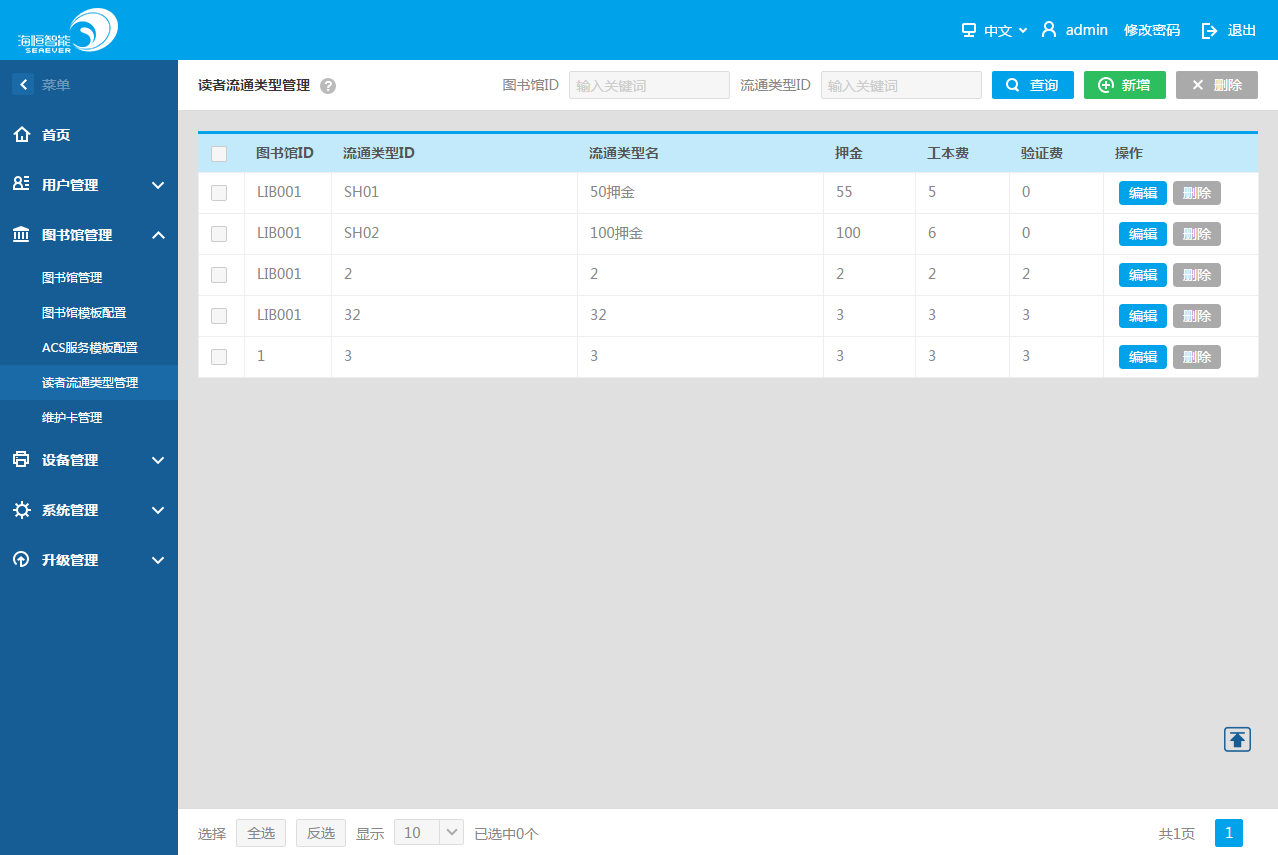 海恒智能
SEAEVER
中文 admin 修改密码 退出
菜单
首页
用户管理
图书馆管理
图书馆管理
图书馆模板配置
ACS服务模板配置
读者流通类型管理
维护卡管理
设备管理
系统管理
升级管理
读者流通类型管理 ? 图书馆ID 输入关键词 流通类型ID 输入关键词 查询 新增 删除
图书馆ID 流通类型ID 流通类型名 押金 工本费 验证费 操作
LIB001 SH01 50押金 55 5 0 编辑 删除
LIB001 SH02 100押金 100 6 0 编辑 删除
LIB001 2 2 2 2 2 编辑 删除
LIB001 32 32 3 3 3 编辑 删除
1 3 3 3 3 3 编辑 删除
选择 全选 反选 显示 10 已选中0个 共1页 1